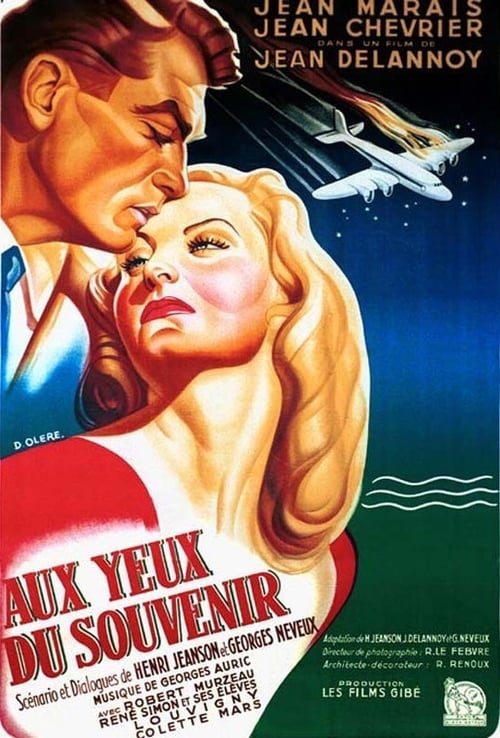 JEAN MARAIS
JEAN CHEVRIER
DANS UN FILM DE
JEAN DELANNOY
D. OLERE.
AUX YEUX
DU SOUVENIR
Scénario et Dialogues de HENRI JEANSON et GEORGES NEVEUX
MUSIQUE DE GEORGES AURIC
AVEC ROBERT MURZEAU
RENÉ SIMON ET SES ÉLÈVES
COLETTE MARS
Adaptation de H. JEANSON, J. DELANNOY et G. NEVEUX
Directeur de photographie : R. LE FEBVRE
Architecte-décorateur : R. RENOUX
PRODUCTION
LES FILMS GIBÉ